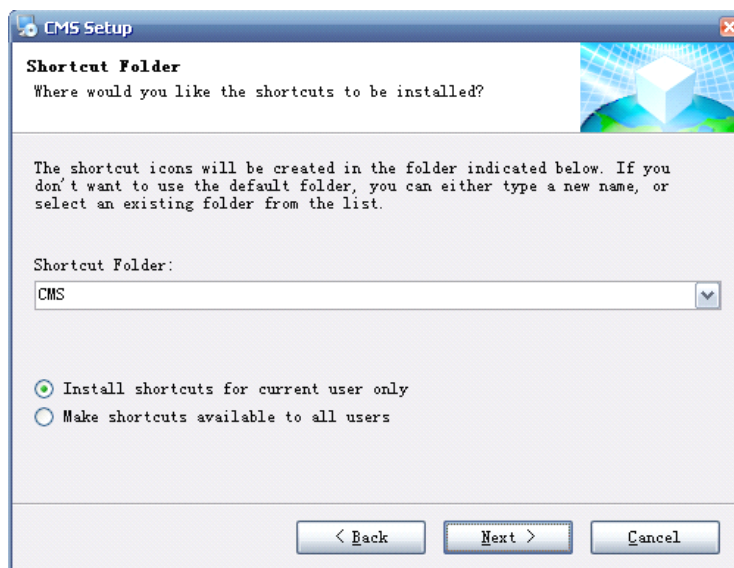 CMS Setup
Shortcut Folder
Where would you like the shortcuts to be installed?
The shortcut icons will be created in the folder indicated below. If you
don't want to use the default folder, you can either type a new name, or
select an existing folder from the list.
Shortcut Folder:
CMS
Install shortcuts for current user only
Make shortcuts available to all users
< Back
Next >
Cancel